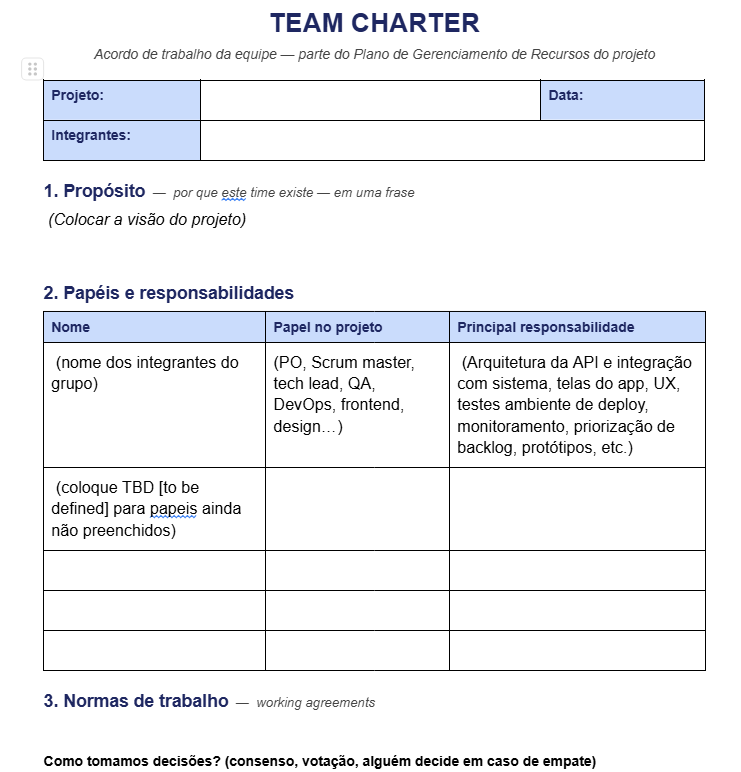 TEAM CHARTER
Acordo de trabalho da equipe — parte do Plano de Gerenciamento de Recursos do projeto
Projeto:
Data:
Integrantes:
1. Propósito — por que este time existe — em uma frase
(Colocar a visão do projeto)
2. Papéis e responsabilidades
Nome
Papel no projeto
Principal responsabilidade
(nome dos integrantes do
grupo)
(PO, Scrum master,
tech lead, QA,
DevOps, frontend,
design…)
(Arquitetura da API e integração
com sistema, telas do app, UX,
testes ambiente de deploy,
monitoramento, priorização de
backlog, protótipos, etc.)
(coloque TBD [to be
defined] para papeis ainda
não preenchidos)
3. Normas de trabalho — working agreements
Como tomamos decisões? (consenso, votação, alguém decide em caso de empate)